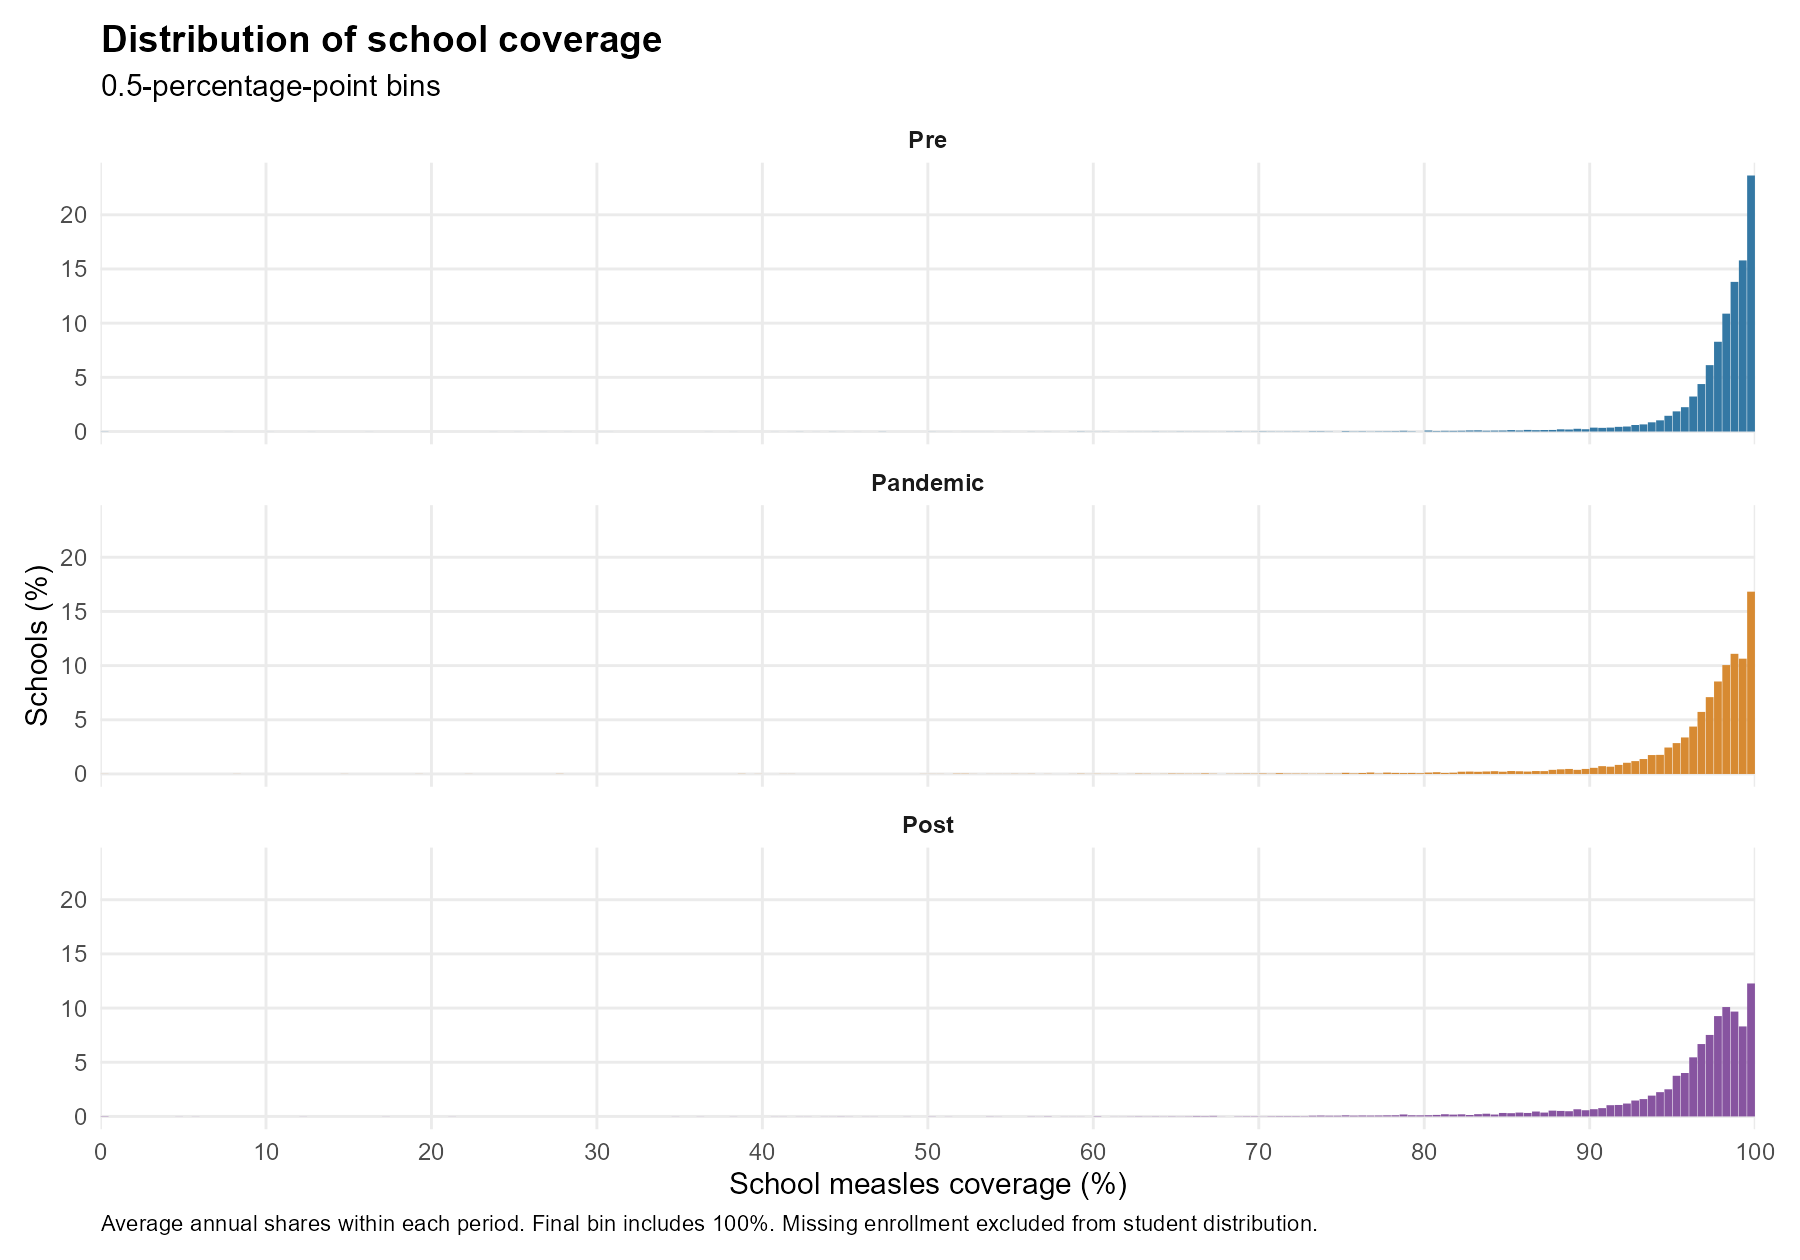 Distribution of school coverage
0.5-percentage-point bins
Pre
20
15
10
5
0
Pandemic
20
15
10
5
0
Schools (%)
Post
20
15
10
5
0
0 10 20 30 40 50 60 70 80 90 100
School measles coverage (%)
Average annual shares within each period. Final bin includes 100%. Missing enrollment excluded from student distribution.